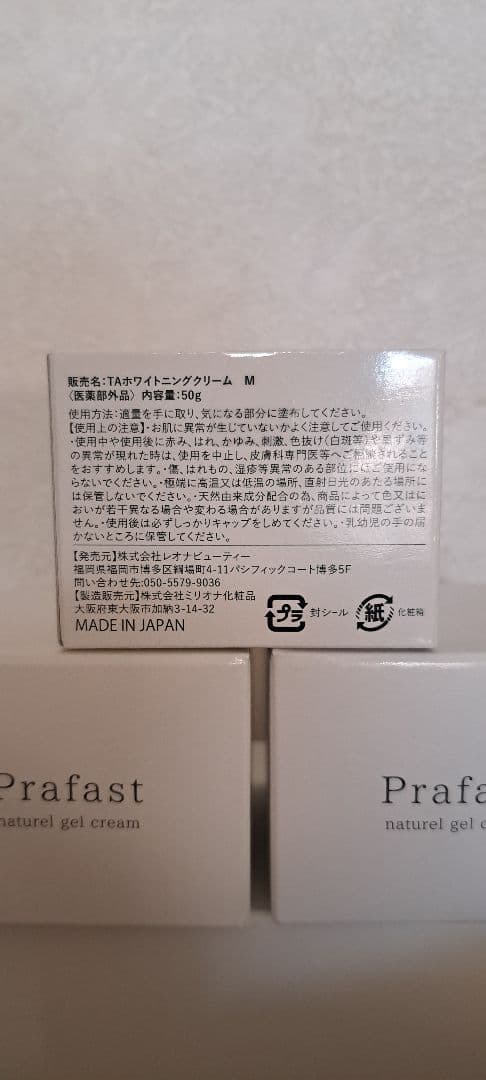 販売名:TAホワイトニングクリーム M
〈医薬部外品〉内容量:50g
使用方法:適量を手に取り、気になる部分に塗布してください。
【使用上の注意】・お肌に異常が生じていないかよく注意してご使用ください。
・使用中や使用後に赤み、はれ、かゆみ、刺激、色抜け(白斑等)や黒ずみ等
の異常が現れた時は、使用を中止し、皮膚科専門医等へご相談されること
をおすすめします。・傷、はれもの、湿疹等異常のある部位にはご使用にな
らないでください。・極端に高温又は低温の場所、直射日光のあたる場所に
は保管しないでください。・天然由来成分配合の為、商品によって色又はに
おいが若干異なる場合や変わる場合がありますが品質には問題ございま
せん。・使用後は必ずしっかりキャップをしめてください。・乳幼児の手の届
かないところに保管してください。
【発売元】株式会社レオナビューティー
福岡県福岡市博多区綱場町4-11パシフィックコート博多5F
問い合わせ先:050-5579-9036
【製造販売元】株式会社ミリオナ化粧品
大阪府東大阪市加納3-14-32
MADE IN JAPAN
プラ 封シール 紙 化粧箱
Prafast
naturel gel cream
Prafa
naturel gel c